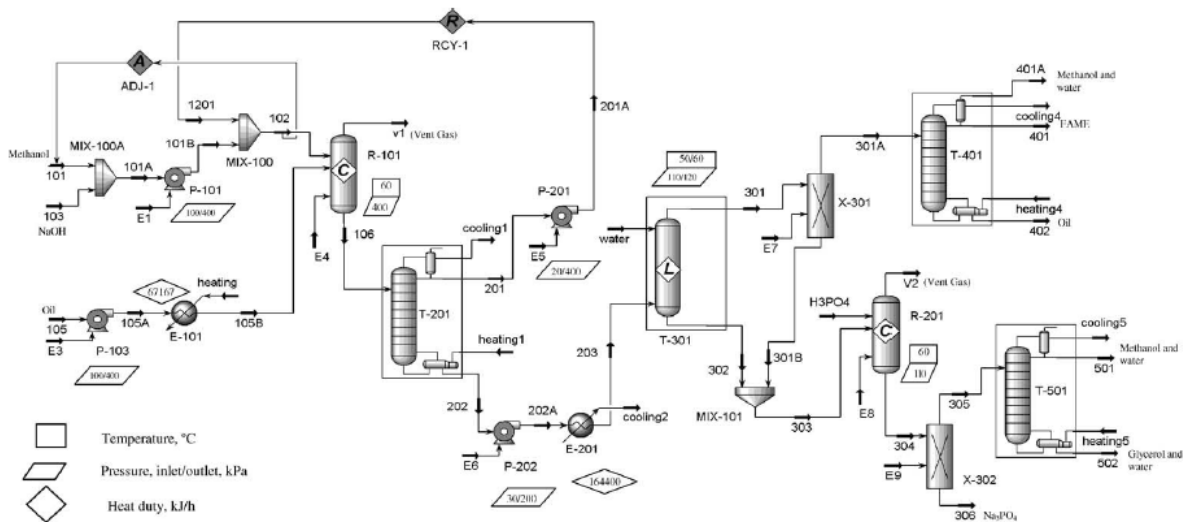 R
RCY-1
A
ADJ-1
1201
102
201A
MIX-100A
101B
MIX-100
v1 (Vent Gas)
R-101
Methanol
101
101A
P-101
C
60
400
103
NaOH
E1
100/400
E4
106
cooling1
P-201
E5
20/400
201
T-201
heating1
67167
heating
Oil
105
105A
105B
E3
P-103
E-101
100/400
202
202A
203
cooling2
E6
P-202
E-201
30/200
164400
50/60
110/120
water
301
L
T-301
E7
X-301
301A
302
301B
MIX-101
303
401A
Methanol and
water
cooling4
FAME
401
T-401
heating4
Oil
402
V2 (Vent Gas)
H3PO4
R-201
C
60
110
E8
304
305
E9
X-302
306
cooling5
Methanol and
water
501
T-501
heating5
Glycerol and
water
502
Temperature, °C
Pressure, inlet/outlet, kPa
Heat duty, kJ/h